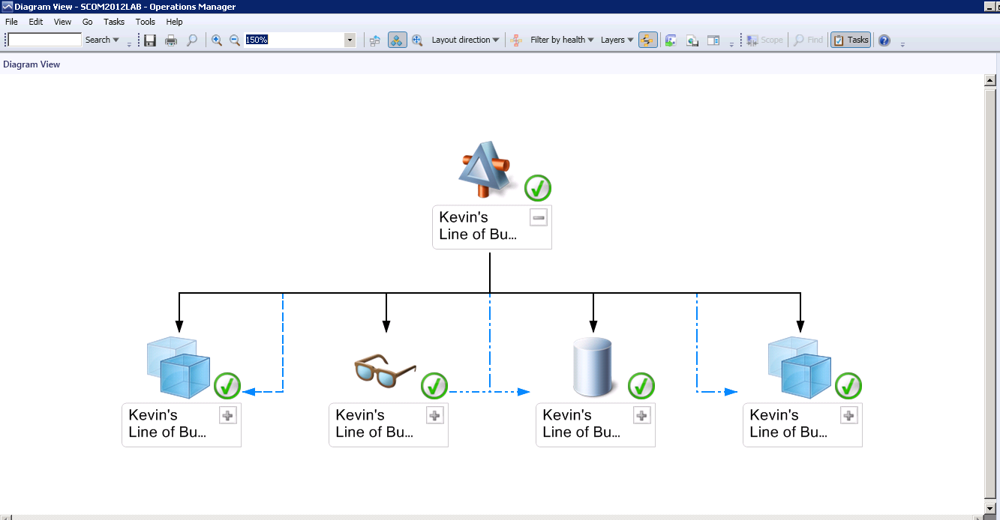 Diagram View - SCOM2012LAB - Operations Manager
File Edit View Go Tasks Tools Help
Search 150% Layout direction Filter by health Layers Scope Find Tasks
Diagram View
Kevin's
Line of Bu...
Kevin's
Line of Bu...
Kevin's
Line of Bu...
Kevin's
Line of Bu...
Kevin's
Line of Bu...